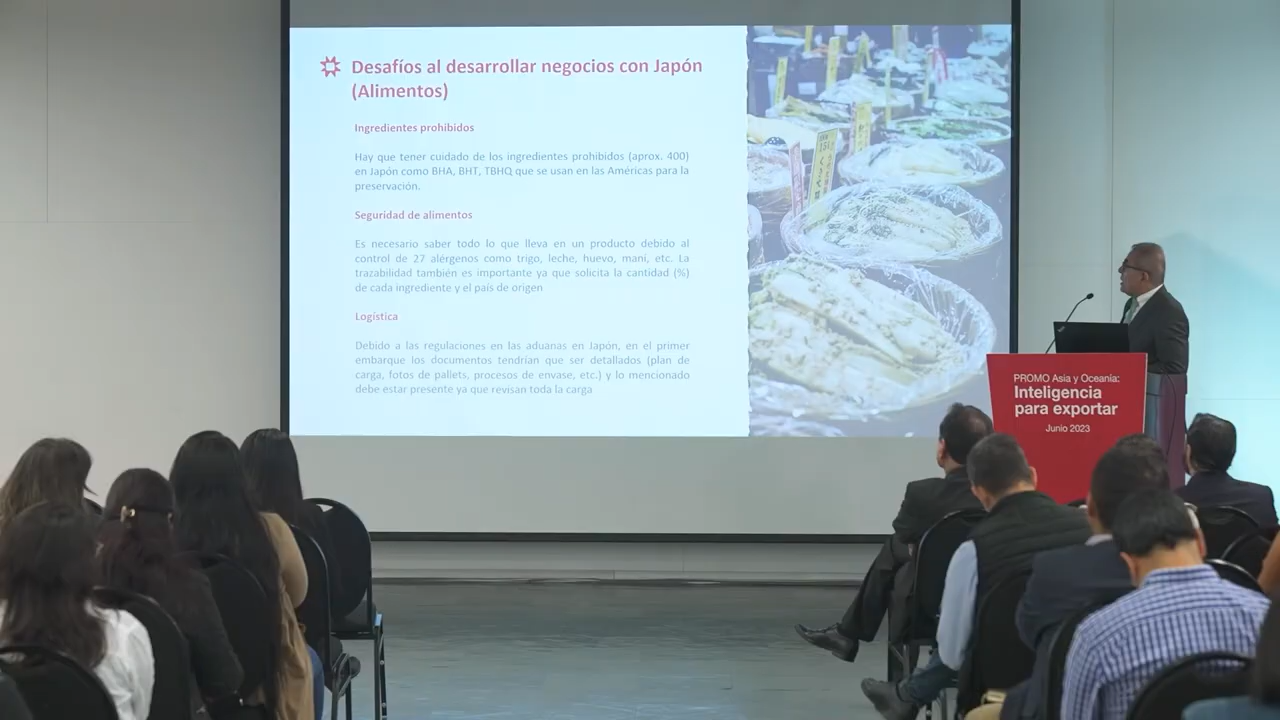 Desafíos al desarrollar negocios con Japón
(Alimentos)
Ingredientes prohibidos
Hay que tener cuidado de los ingredientes prohibidos (aprox. 400)
en Japón como BHA, BHT, TBHQ que se usan en las Américas para la
preservación.
Seguridad de alimentos
Es necesario saber todo lo que lleva en un producto debido al
control de 27 alérgenos como trigo, leche, huevo, maní, etc. La
trazabilidad también es importante ya que solicita la cantidad (%)
de cada ingrediente y el país de origen
Logística
Debido a las regulaciones en las aduanas en Japón, en el primer
embarque los documentos tendrían que ser detallados (plan de
carga, fotos de pallets, procesos de envase, etc.) y lo mencionado
debe estar presente ya que revisan toda la carga
PROMO Asia y Oceanía:
Inteligencia
para exportar
Junio 2023